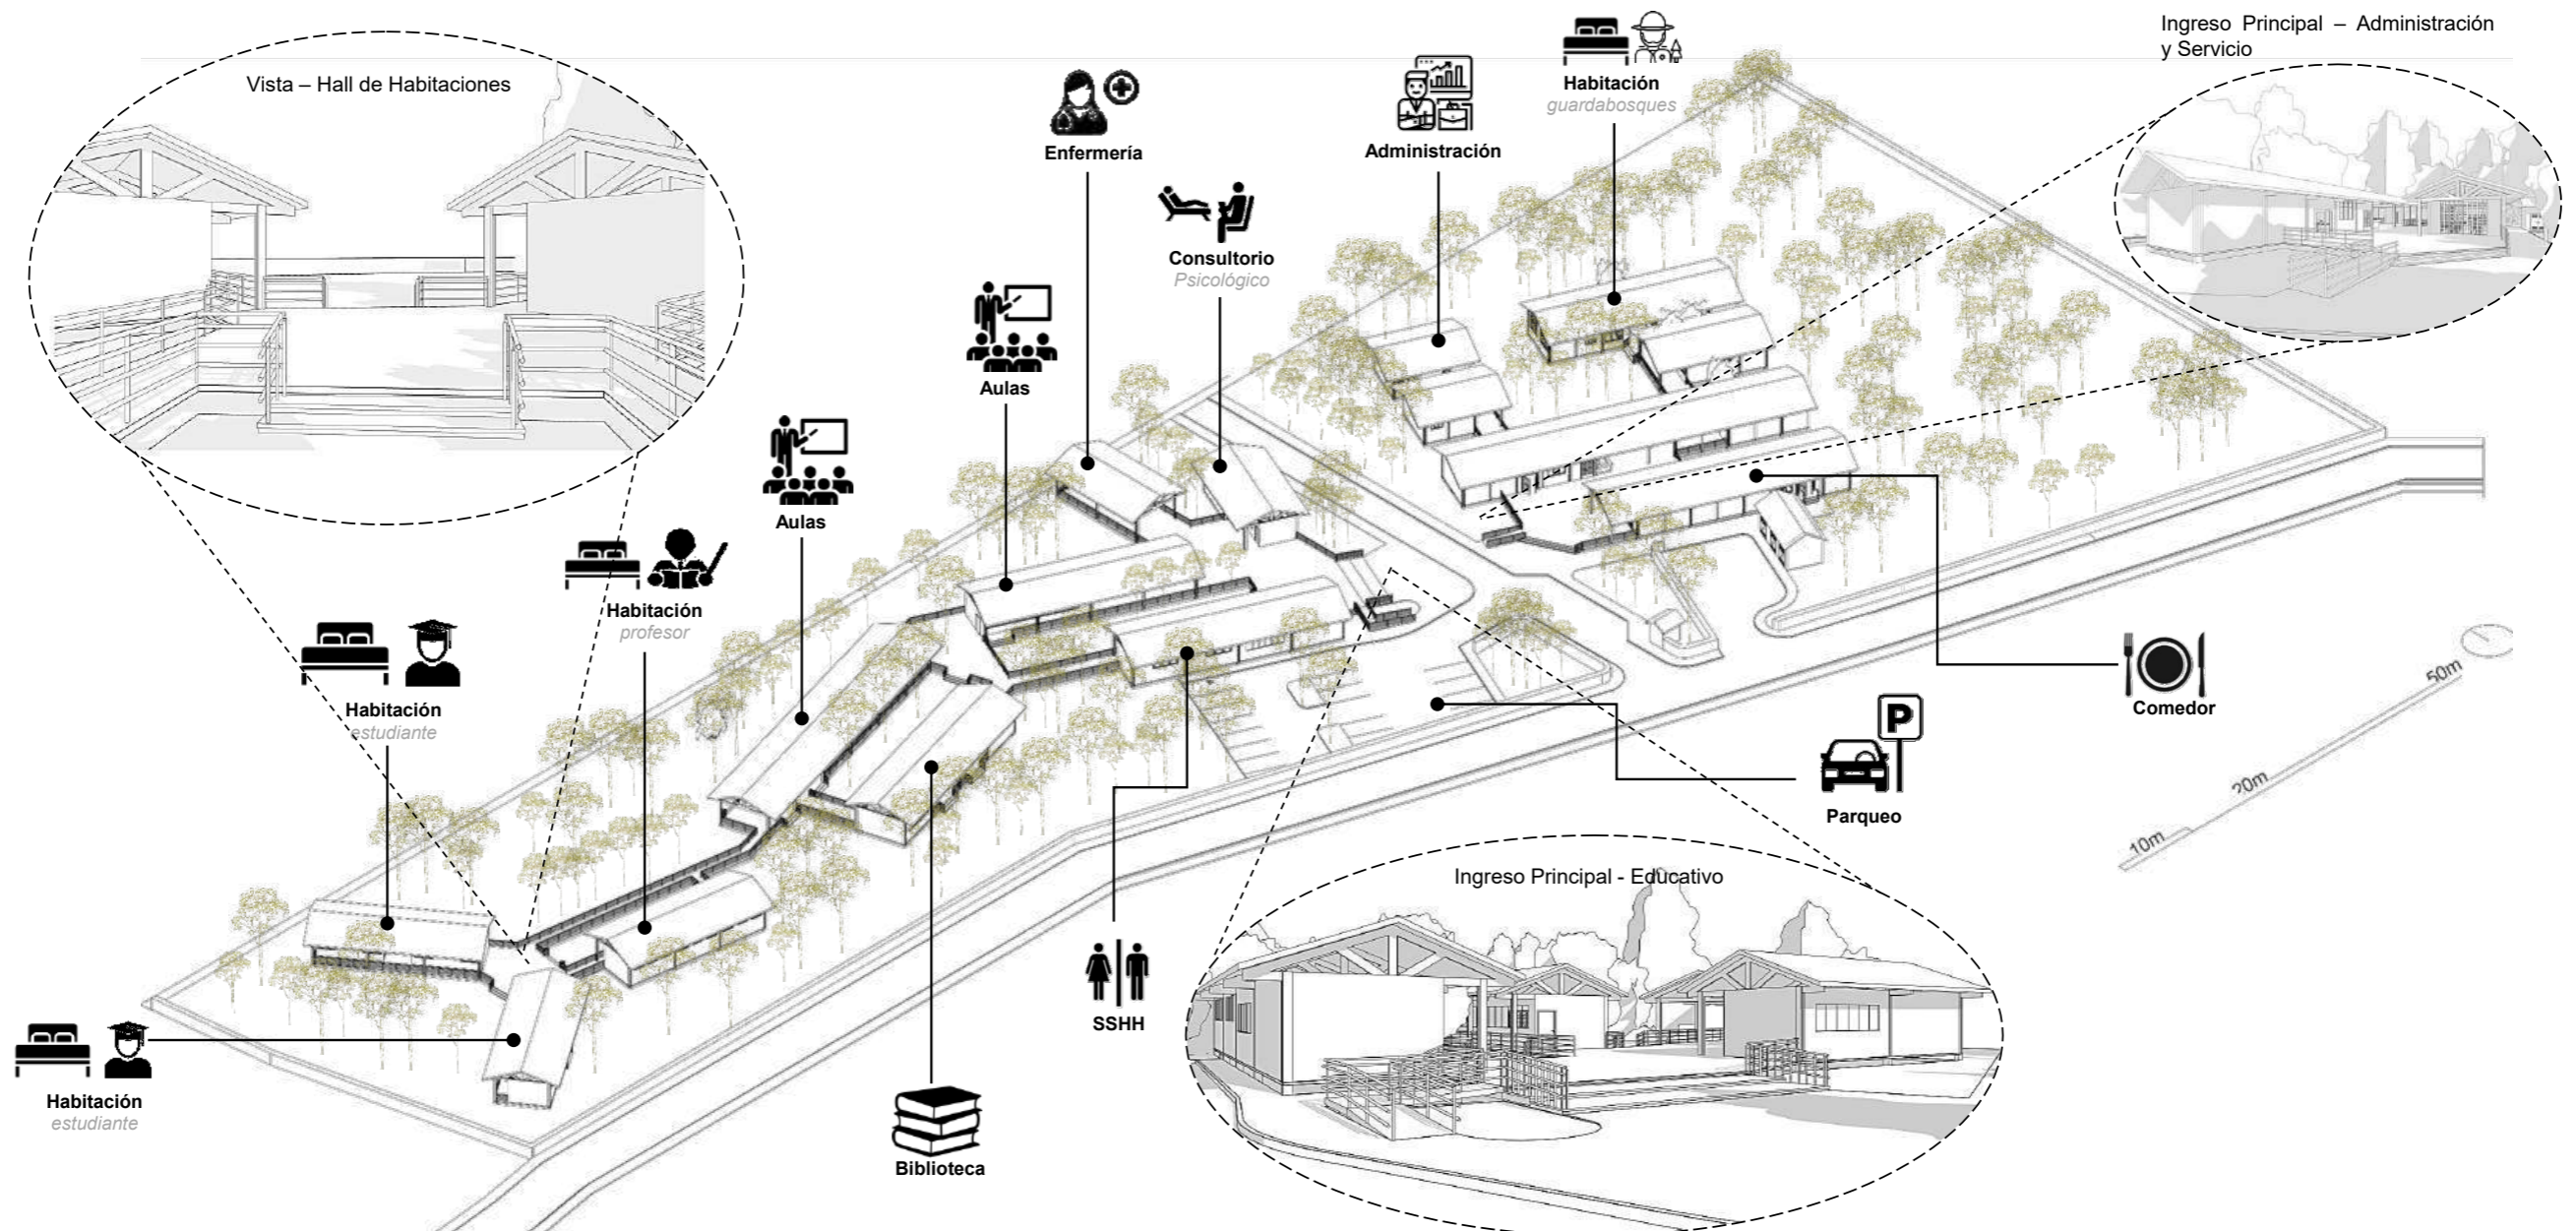 Ingreso Principal – Administración
y Servicio
Vista – Hall de Habitaciones
Habitación
guardabosques
Administración
Enfermería
Consultorio
Psicológico
Aulas
Aulas
Habitación
profesor
Habitación
estudiante
Habitación
estudiante
P
Comedor
Parqueo
50m
20m
10m
Ingreso Principal - Educativo
SSHH
Biblioteca